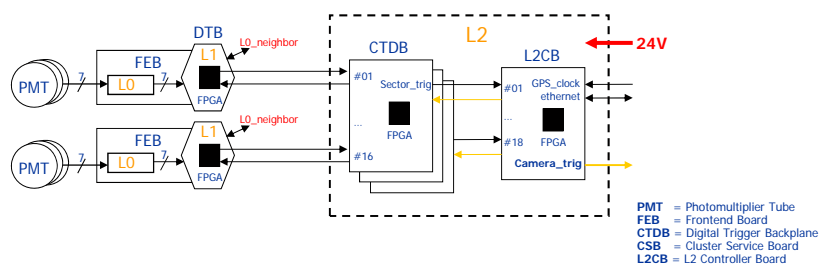 DTB
L2
FEB
L1
L0_neighbor
CTDB
24V
L2CB
PMT
7
L0
7
FPGA
#01
Sector_trig
#01
GPS_clock
ethernet
...
FPGA
...
FPGA
FEB
L1
L0_neighbor
PMT
7
L0
7
FPGA
#16
#18
Camera_trig
PMT = Photomultiplier Tube
FEB = Frontend Board
CTDB = Digital Trigger Backplane
CSB = Cluster Service Board
L2CB = L2 Controller Board